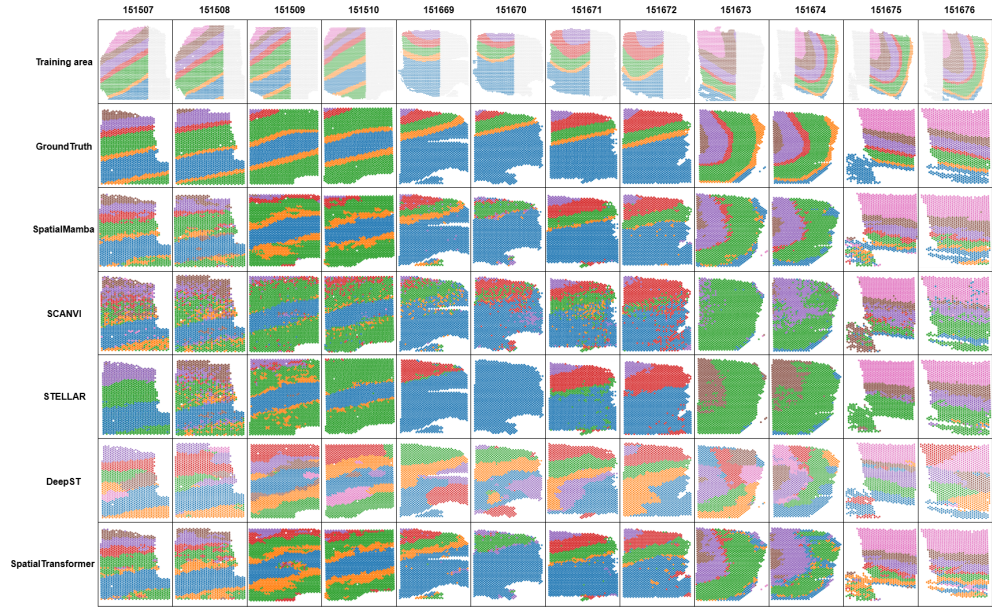 151507 151508 151509 151510 151669 151670 151671 151672 151673 151674 151675 151676
Training area
GroundTruth
SpatialMamba
SCANVI
STELLAR
DeepST
SpatialTransformer